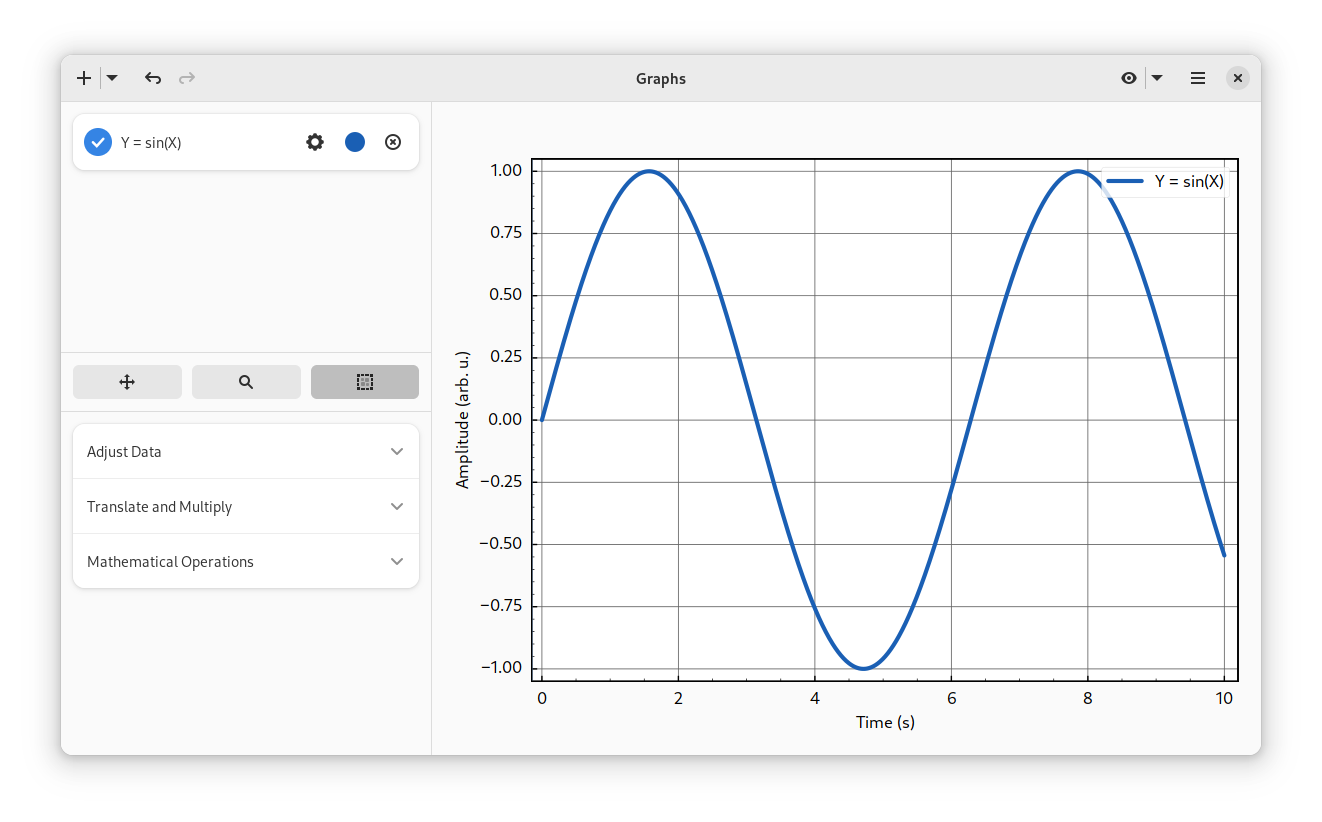 Graphs
Y = sin(X)
Adjust Data
Translate and Multiply
Mathematical Operations
Y = sin(X)
1.00
0.75
0.50
0.25
0.00
−0.25
−0.50
−0.75
−1.00
Amplitude (arb. u.)
0 2 4 6 8 10
Time (s)